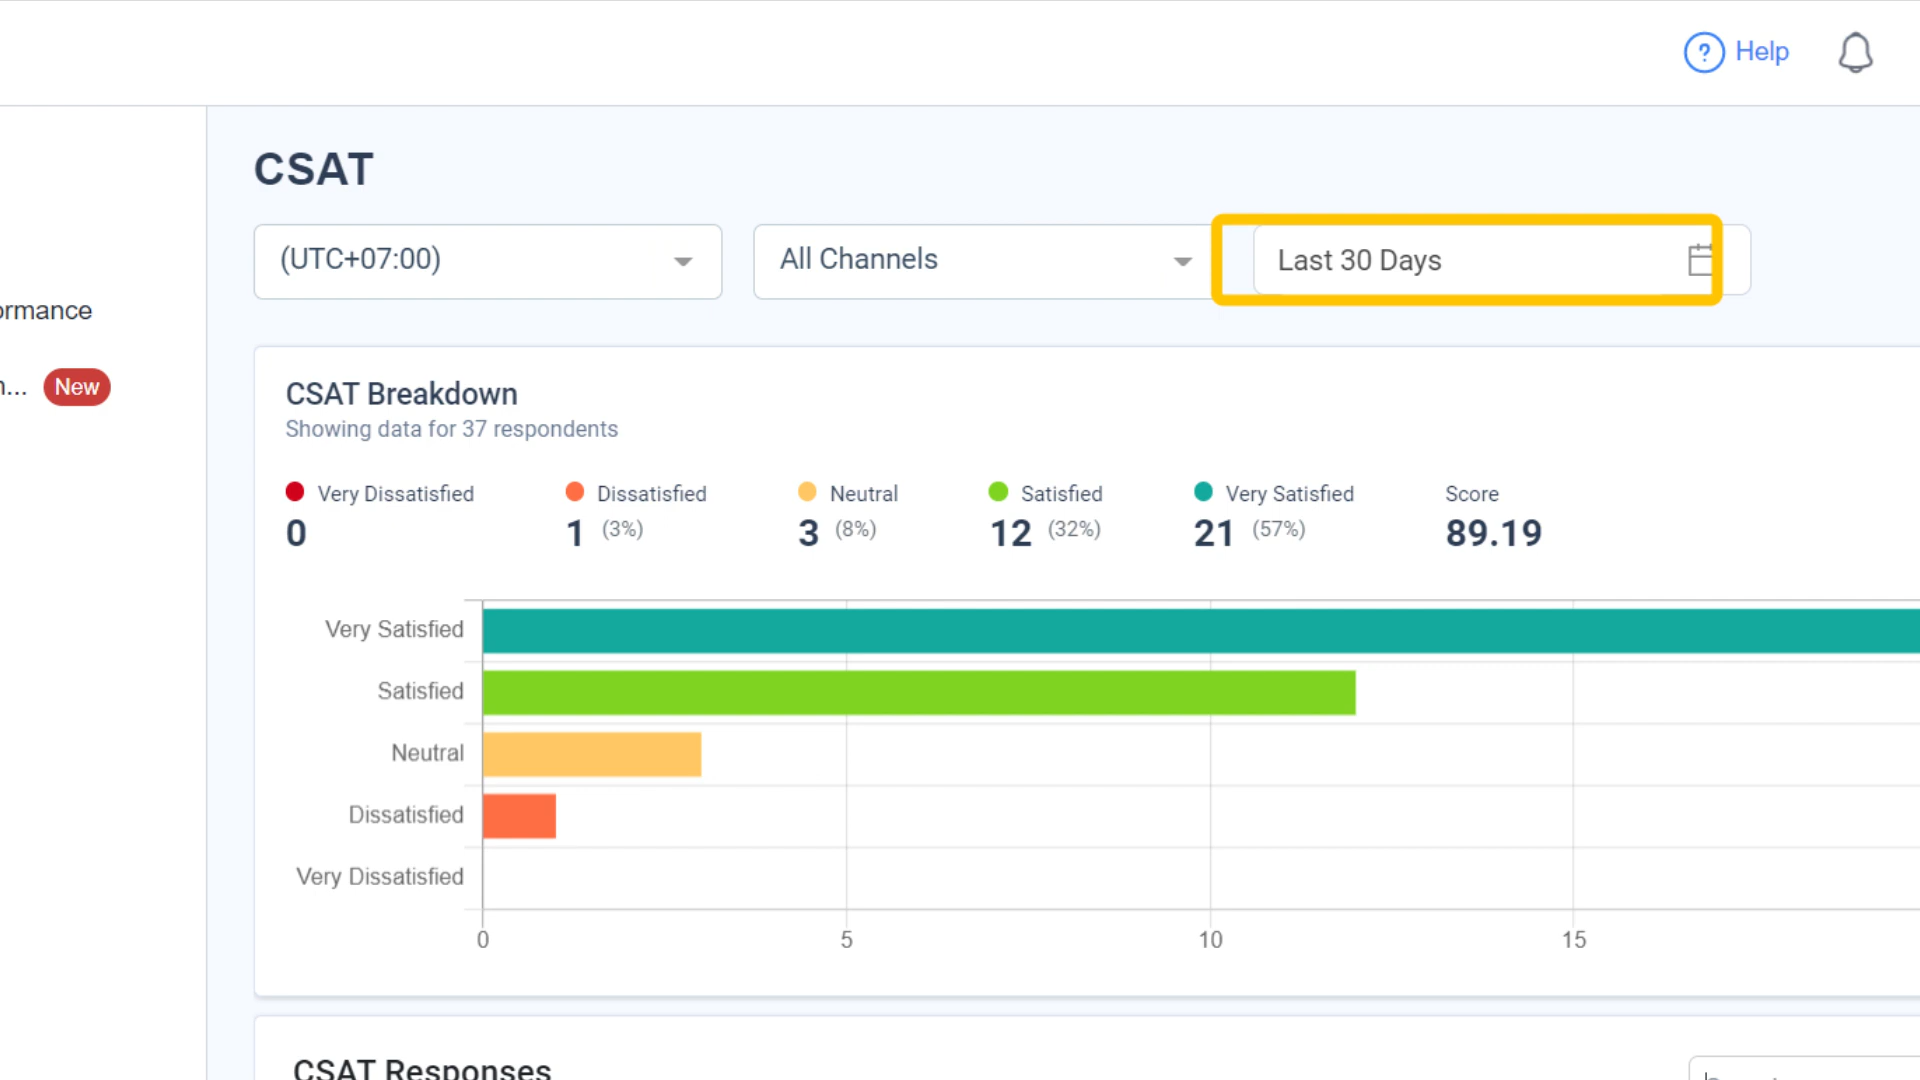 ? Help
CSAT
(UTC+07:00) All Channels Last 30 Days
ormance
... New
CSAT Breakdown
Showing data for 37 respondents
Very Dissatisfied Dissatisfied Neutral Satisfied Very Satisfied Score
0 1 (3%) 3 (8%) 12 (32%) 21 (57%) 89.19
Very Satisfied
Satisfied
Neutral
Dissatisfied
Very Dissatisfied
0 5 10 15
CSAT Responses